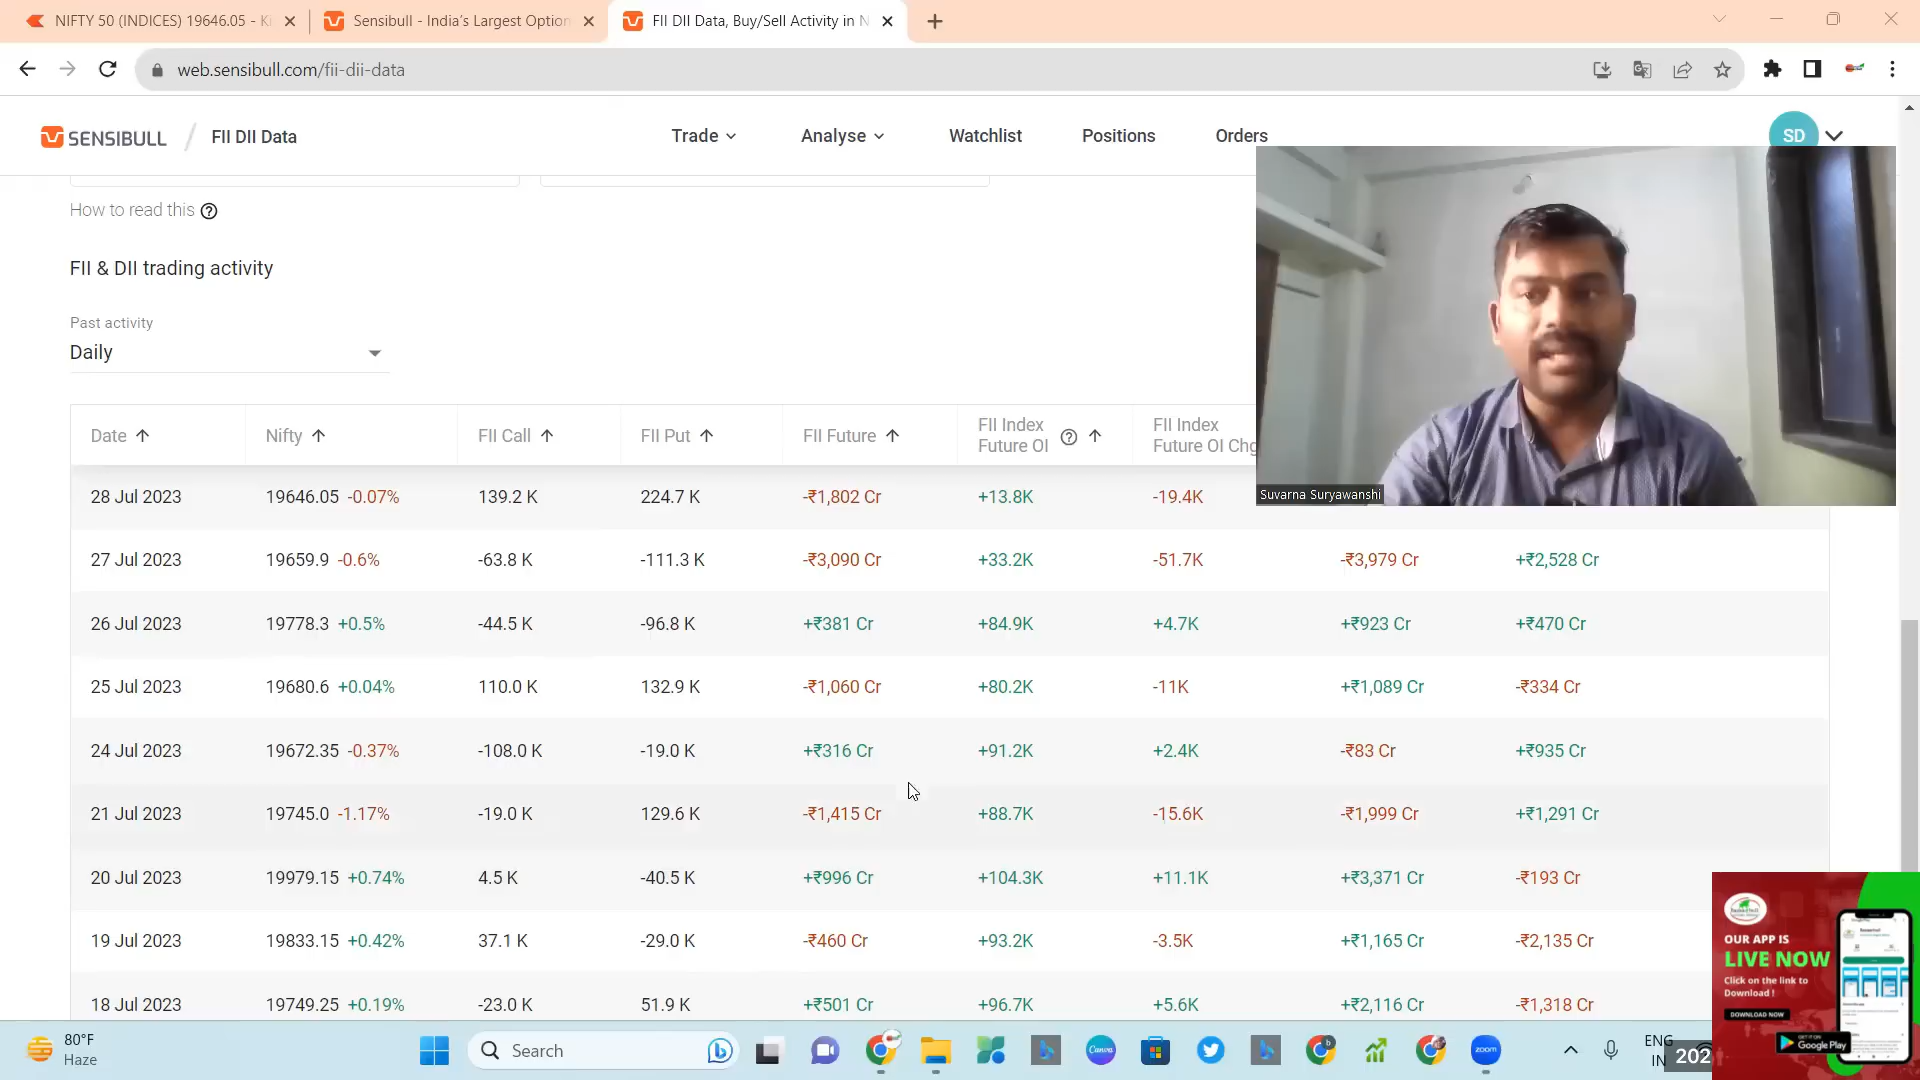 NIFTY 50 (INDICES) 19646.05 - K
Sensibull - India's Largest Option
FII DII Data, Buy/Sell Activity in N
web.sensibull.com/fii-dii-data
SENSIBULL / FII DII Data
Trade Analyse Watchlist Positions Orders
SD
How to read this ?
FII & DII trading activity
Past activity
Daily
Date Nifty FII Call FII Put FII Future FII Index Future OI ? FII Index Future OI Chg
28 Jul 2023 19646.05 -0.07% 139.2 K 224.7 K -₹1,802 Cr +13.8K -19.4K
27 Jul 2023 19659.9 -0.6% -63.8 K -111.3 K -₹3,090 Cr +33.2K -51.7K -₹3,979 Cr +₹2,528 Cr
26 Jul 2023 19778.3 +0.5% -44.5 K -96.8 K +₹381 Cr +84.9K +4.7K +₹923 Cr +₹470 Cr
25 Jul 2023 19680.6 +0.04% 110.0 K 132.9 K -₹1,060 Cr +80.2K -11K +₹1,089 Cr -₹334 Cr
24 Jul 2023 19672.35 -0.37% -108.0 K -19.0 K +₹316 Cr +91.2K +2.4K -₹83 Cr +₹935 Cr
21 Jul 2023 19745.0 -1.17% -19.0 K 129.6 K -₹1,415 Cr +88.7K -15.6K -₹1,999 Cr +₹1,291 Cr
20 Jul 2023 19979.15 +0.74% 4.5 K -40.5 K +₹996 Cr +104.3K +11.1K +₹3,371 Cr -₹193 Cr
19 Jul 2023 19833.15 +0.42% 37.1 K -29.0 K -₹460 Cr +93.2K -3.5K +₹1,165 Cr -₹2,135 Cr
18 Jul 2023 19749.25 +0.19% -23.0 K 51.9 K +₹501 Cr +96.7K +5.6K +₹2,116 Cr -₹1,318 Cr
Suvarna Suryawanshi
OUR APP IS
LIVE NOW
Click on the link to
Download !
DOWNLOAD NOW
GET IT ON
Google Play
80°F
Haze
Search
Canva
zoom
ENG
IN
202